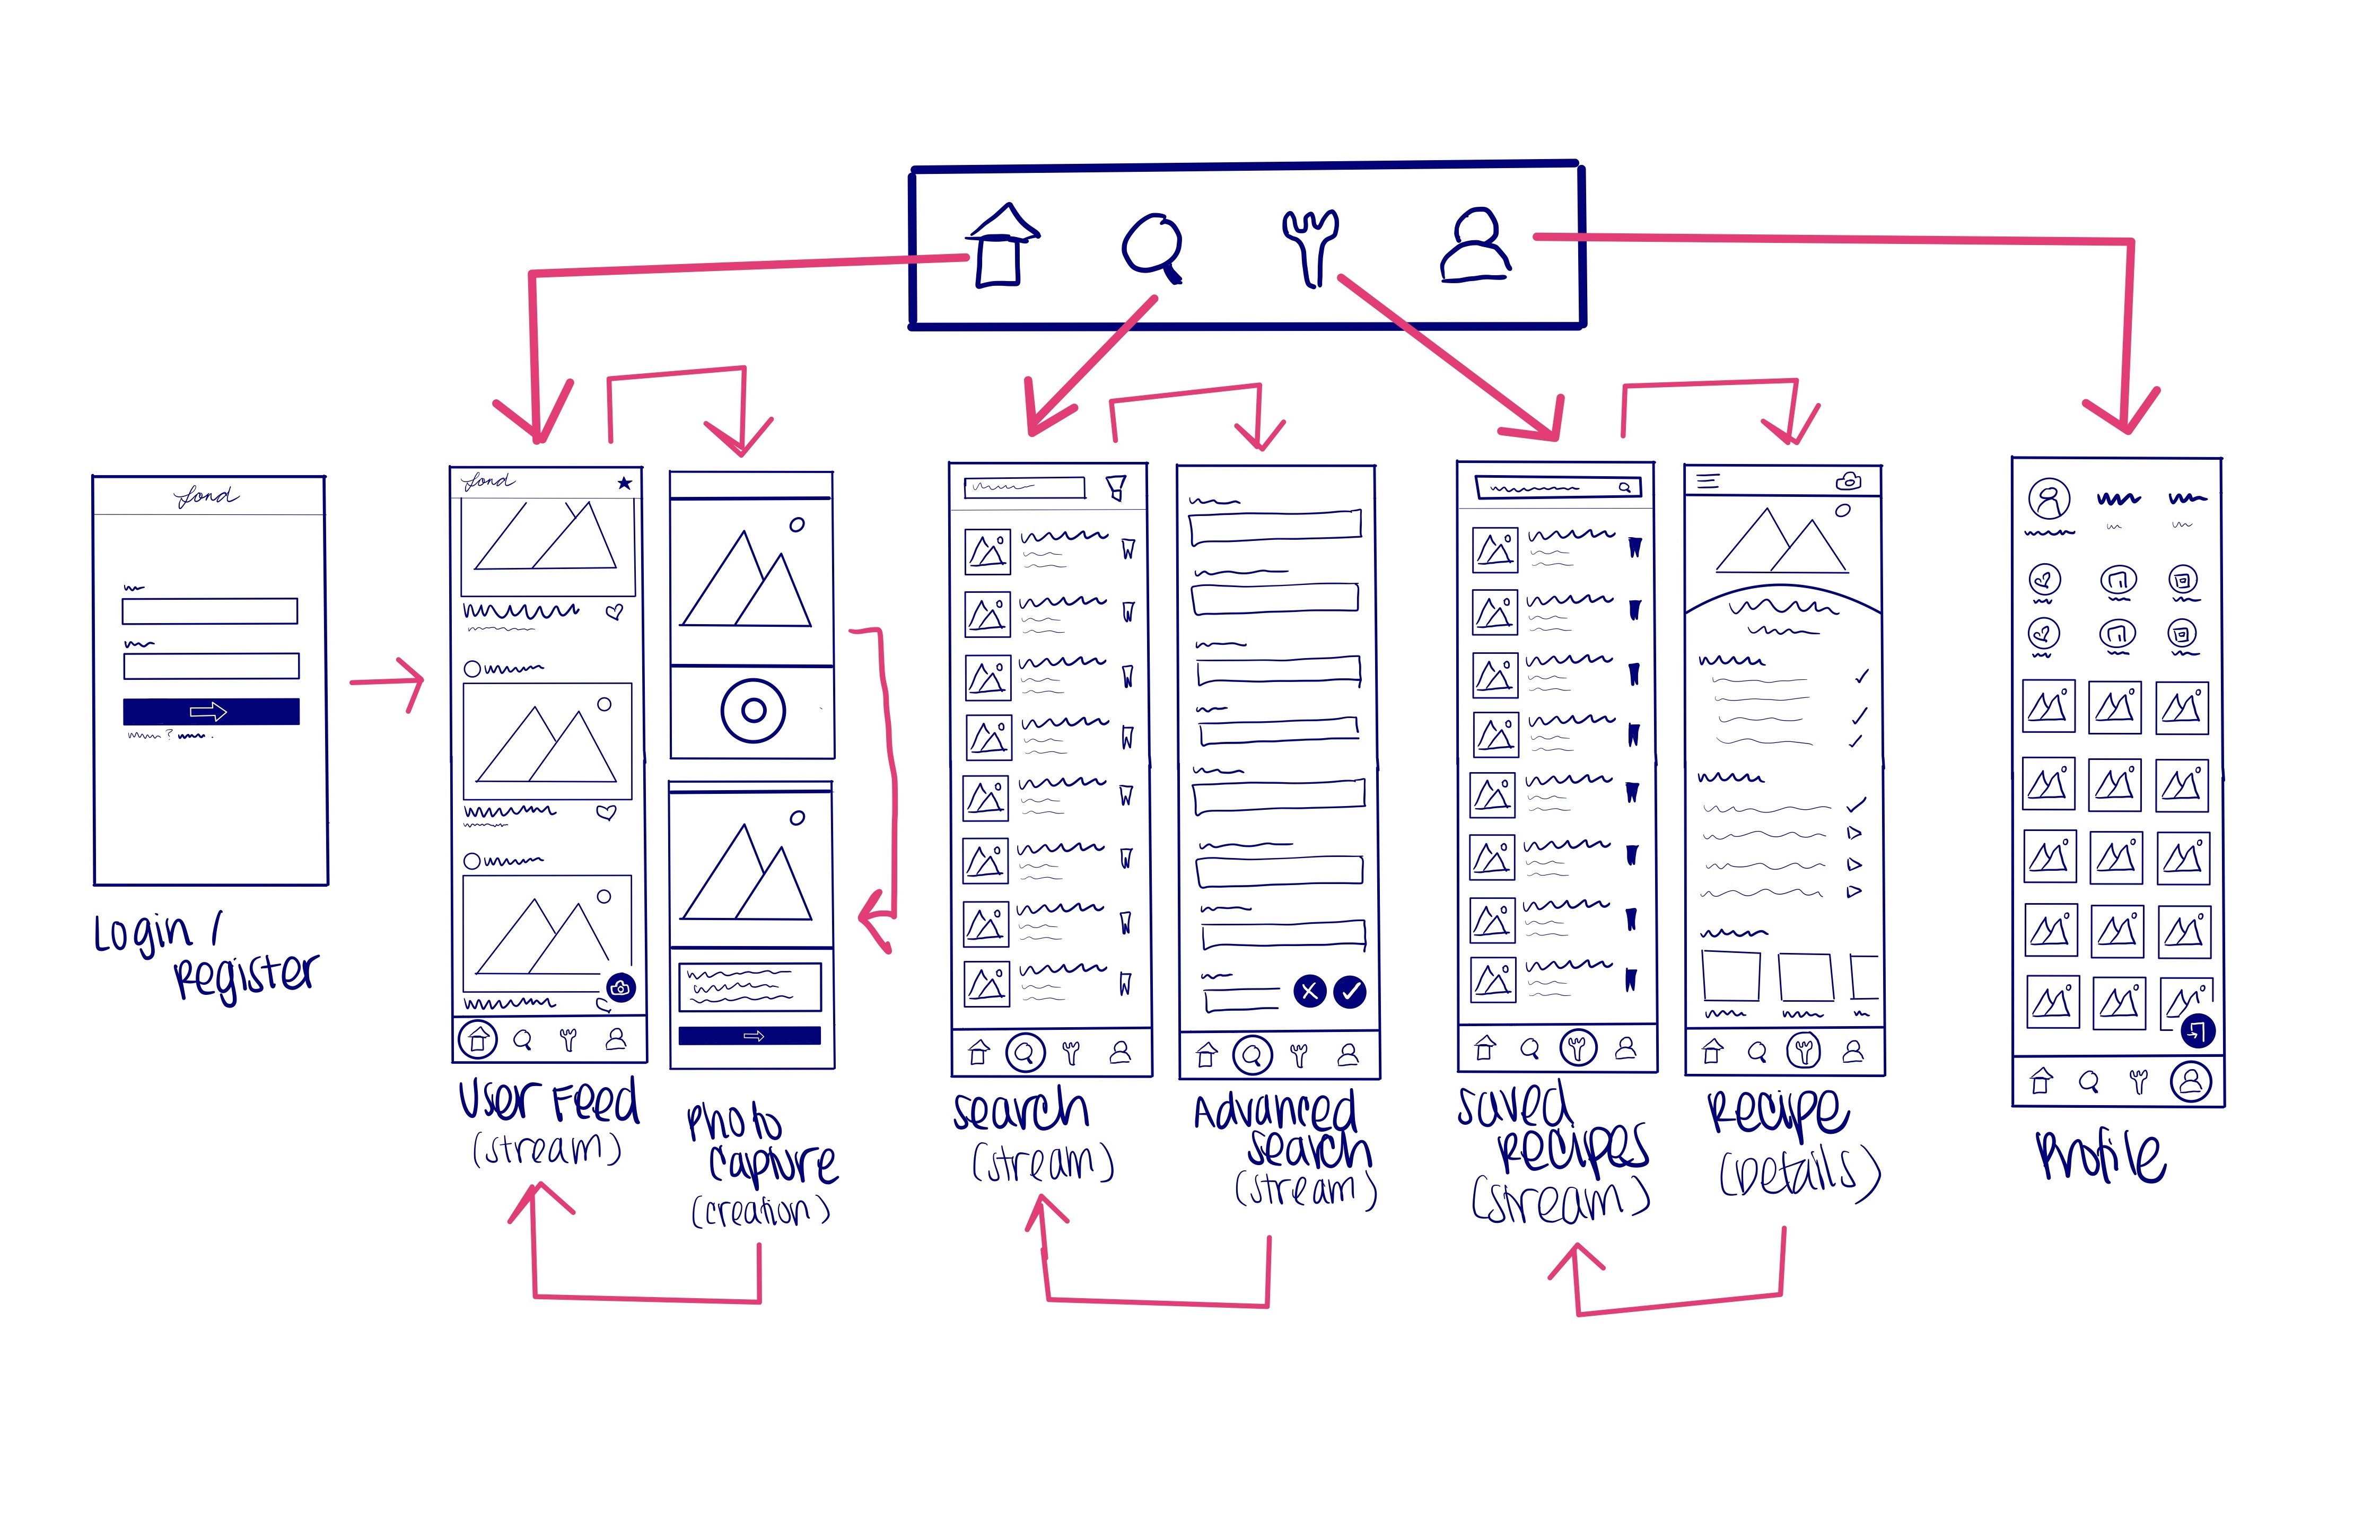 fond
fond
Login /
Register
User Feed
(stream)
Photo
Capture
(creation)
Search
(stream)
Advanced
Search
(stream)
Saved
Recipes
(stream)
Recipe
(Details)
Profile